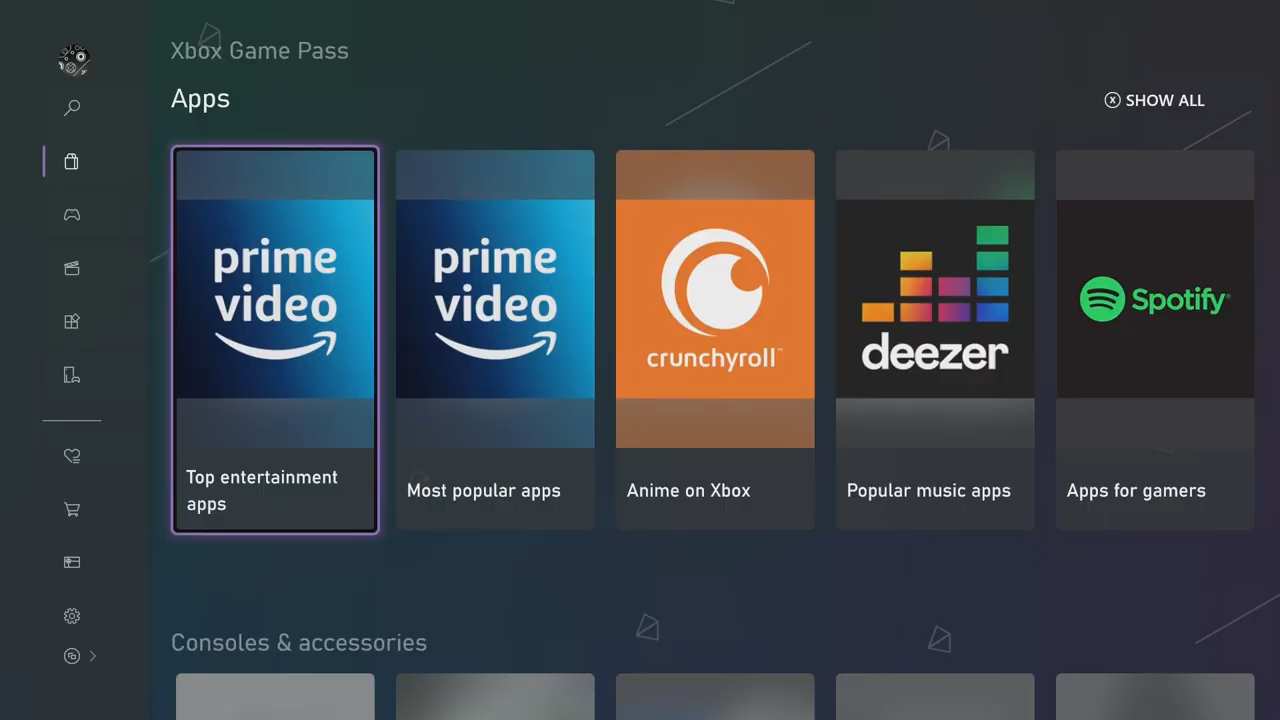 Xbox Game Pass
Apps
X SHOW ALL
prime
video
prime
video
crunchyroll™
deezer
Spotify
Top entertainment
apps
Most popular apps
Anime on Xbox
Popular music apps
Apps for gamers
Consoles & accessories